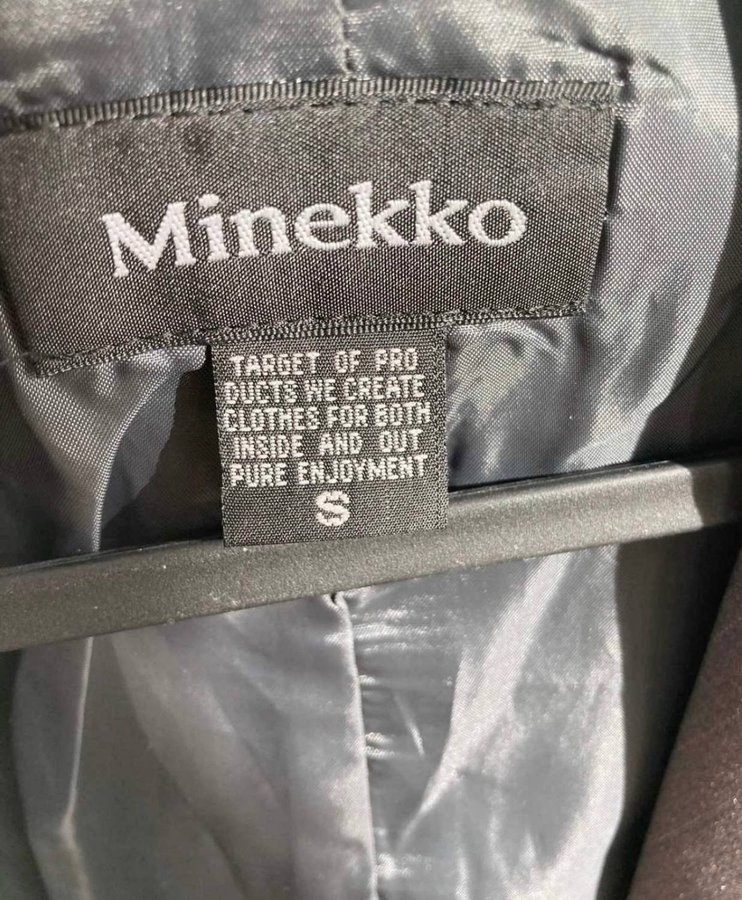 Minekko
TARGET OF PRO
DUCTS WE CREATE
CLOTHES FOR BOTH
INSIDE AND OUT
PURE ENJOYMENT
S